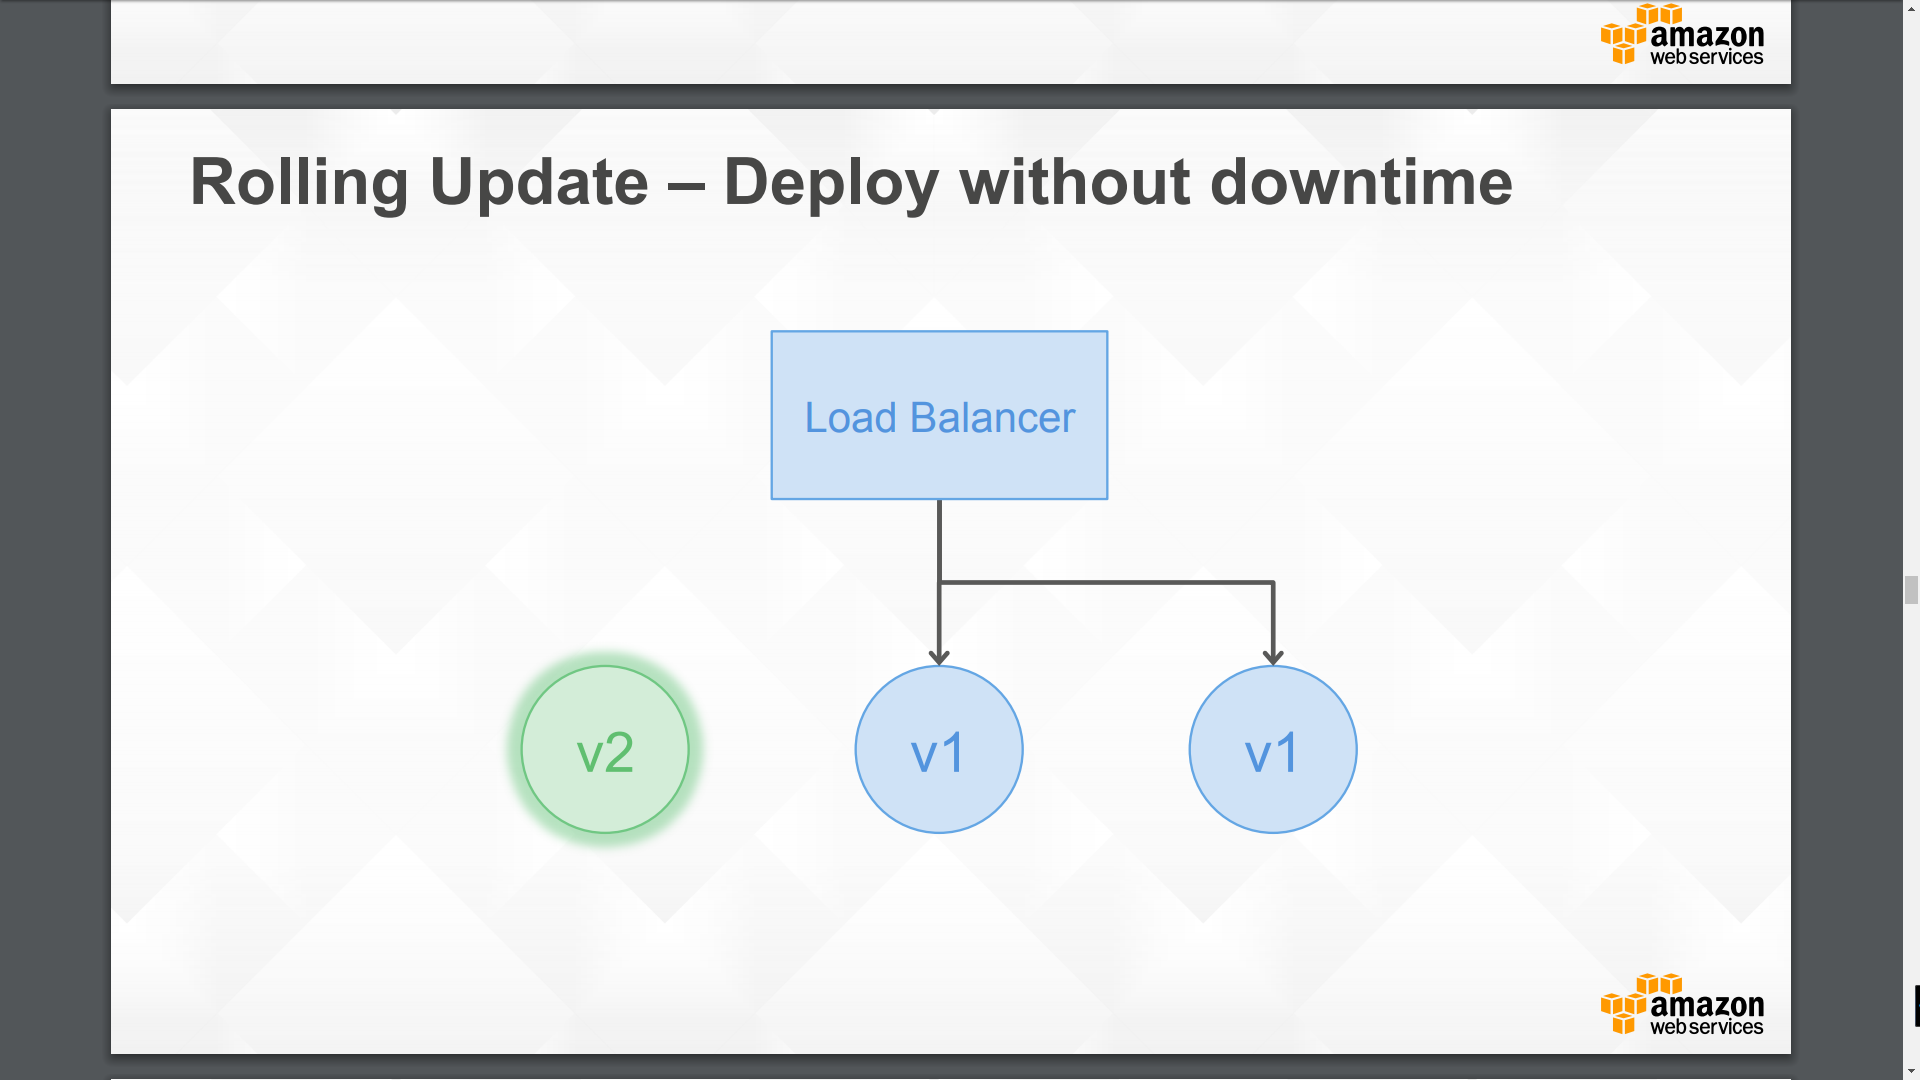 amazon
web services
Rolling Update – Deploy without downtime
Load Balancer
v2
v1
v1
amazon
web services